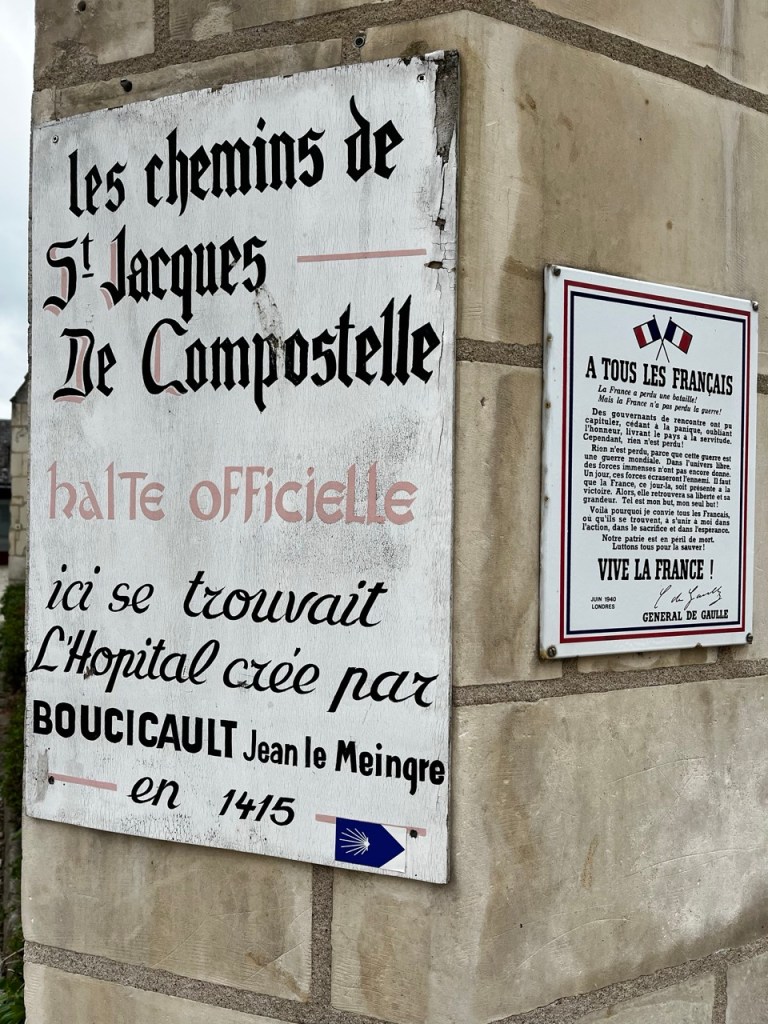 les chemins de
St Jacques
De Compostelle
halte officielle
ici se trouvait
L'Hopital crée par
BOUCICAULT Jean le Meingre
en 1415
A TOUS LES FRANÇAIS
La France a perdu une bataille!
Mais la France n'a pas perdu la guerre!
Des gouvernants de rencontre ont pu
capituler, cédant à la panique, oubliant
l'honneur, livrant le pays à la servitude.
Cependant, rien n'est perdu!
Rien n'est perdu, parce que cette guerre est
une guerre mondiale. Dans l'univers libre,
des forces immenses n'ont pas encore donné.
Un jour, ces forces écraseront l'ennemi. Il faut
que la France, ce jour-là, soit présente à la
victoire. Alors, elle retrouvera sa liberté et sa
grandeur. Tel est mon but, mon seul but!
Voilà pourquoi je convie tous les Français,
où qu'ils se trouvent, à s'unir à moi dans
l'action, dans le sacrifice et dans l'espérance.
Notre patrie est en péril de mort.
Luttons tous pour la sauver!
VIVE LA FRANCE !
JUIN 1940
LONDRES
C. de Gaulle
GENERAL DE GAULLE